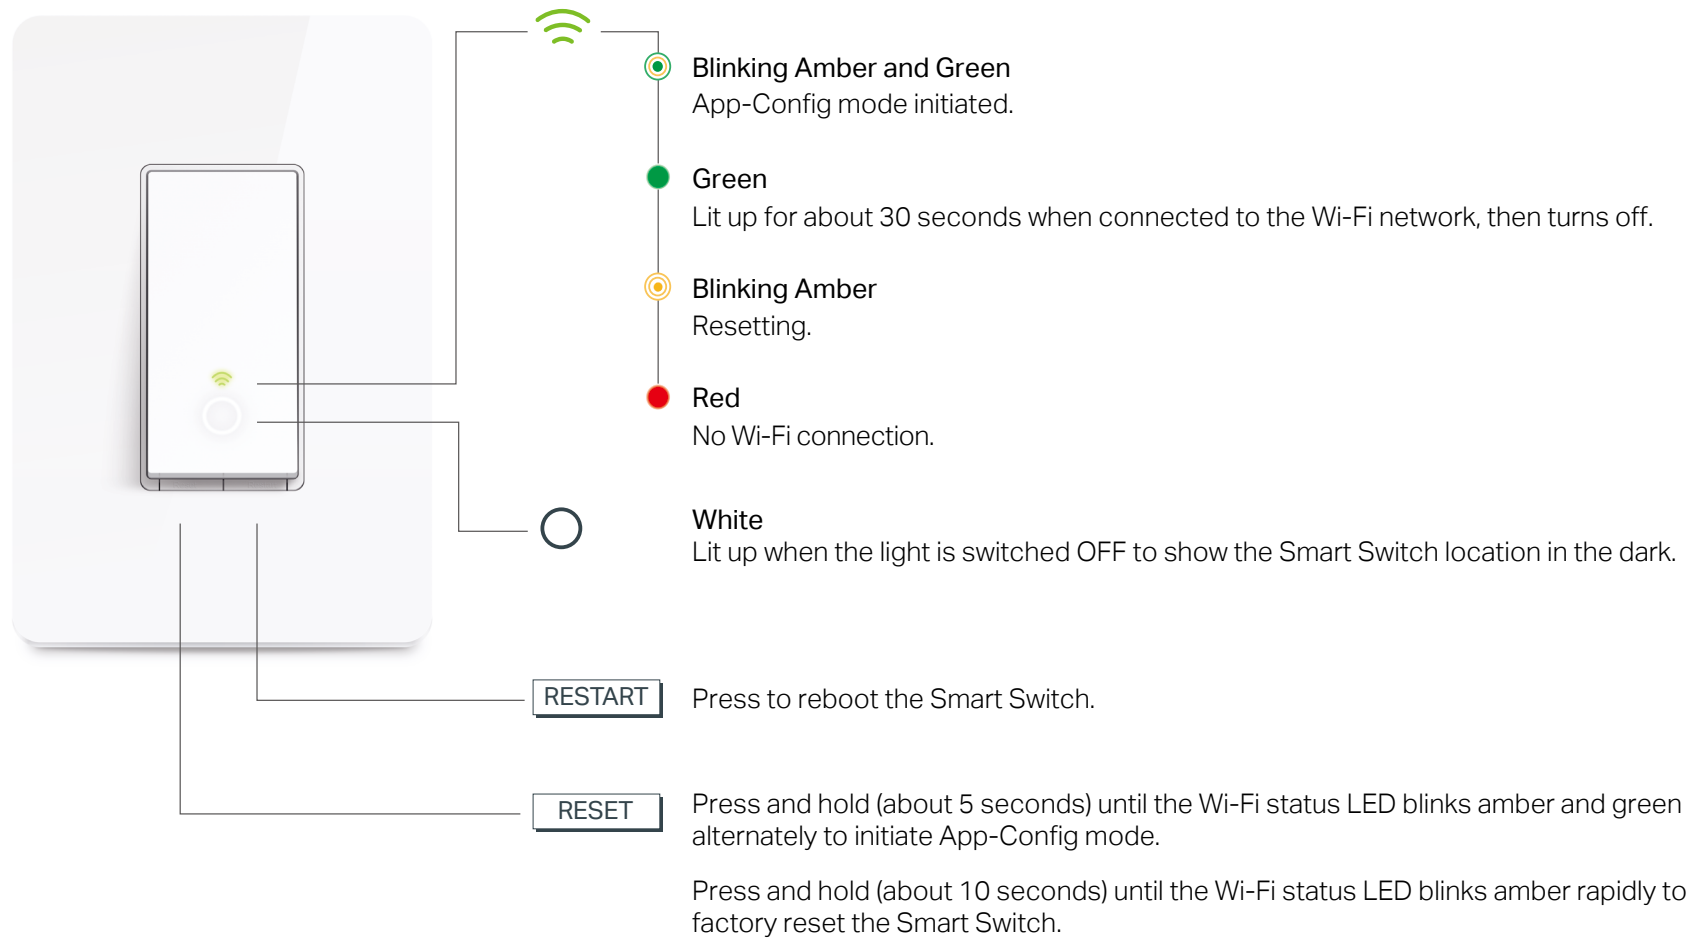 Blinking Amber and Green
App-Config mode initiated.
Green
Lit up for about 30 seconds when connected to the Wi-Fi network, then turns off.
Blinking Amber
Resetting.
Red
No Wi-Fi connection.
White
Lit up when the light is switched OFF to show the Smart Switch location in the dark.
RESTART Press to reboot the Smart Switch.
RESET Press and hold (about 5 seconds) until the Wi-Fi status LED blinks amber and green
alternately to initiate App-Config mode.
Press and hold (about 10 seconds) until the Wi-Fi status LED blinks amber rapidly to
factory reset the Smart Switch.